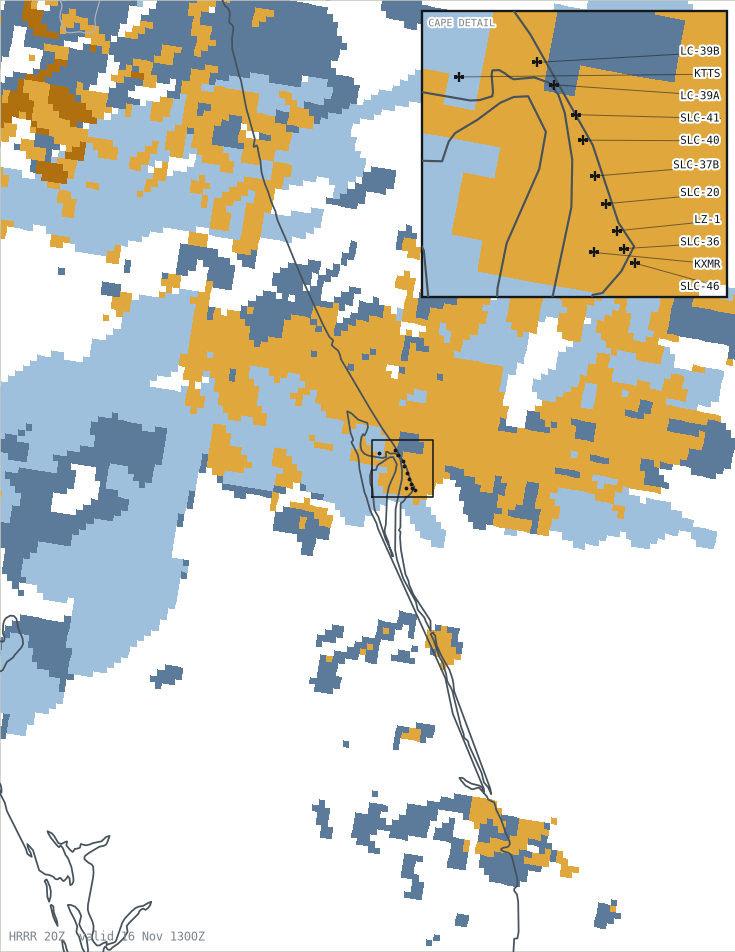 CAPE DETAIL
LC-39B
KTTS
LC-39A
SLC-41
SLC-40
SLC-37B
SLC-20
LZ-1
SLC-36
KXMR
SLC-46
HRRR 20Z valid 16 Nov 1300Z